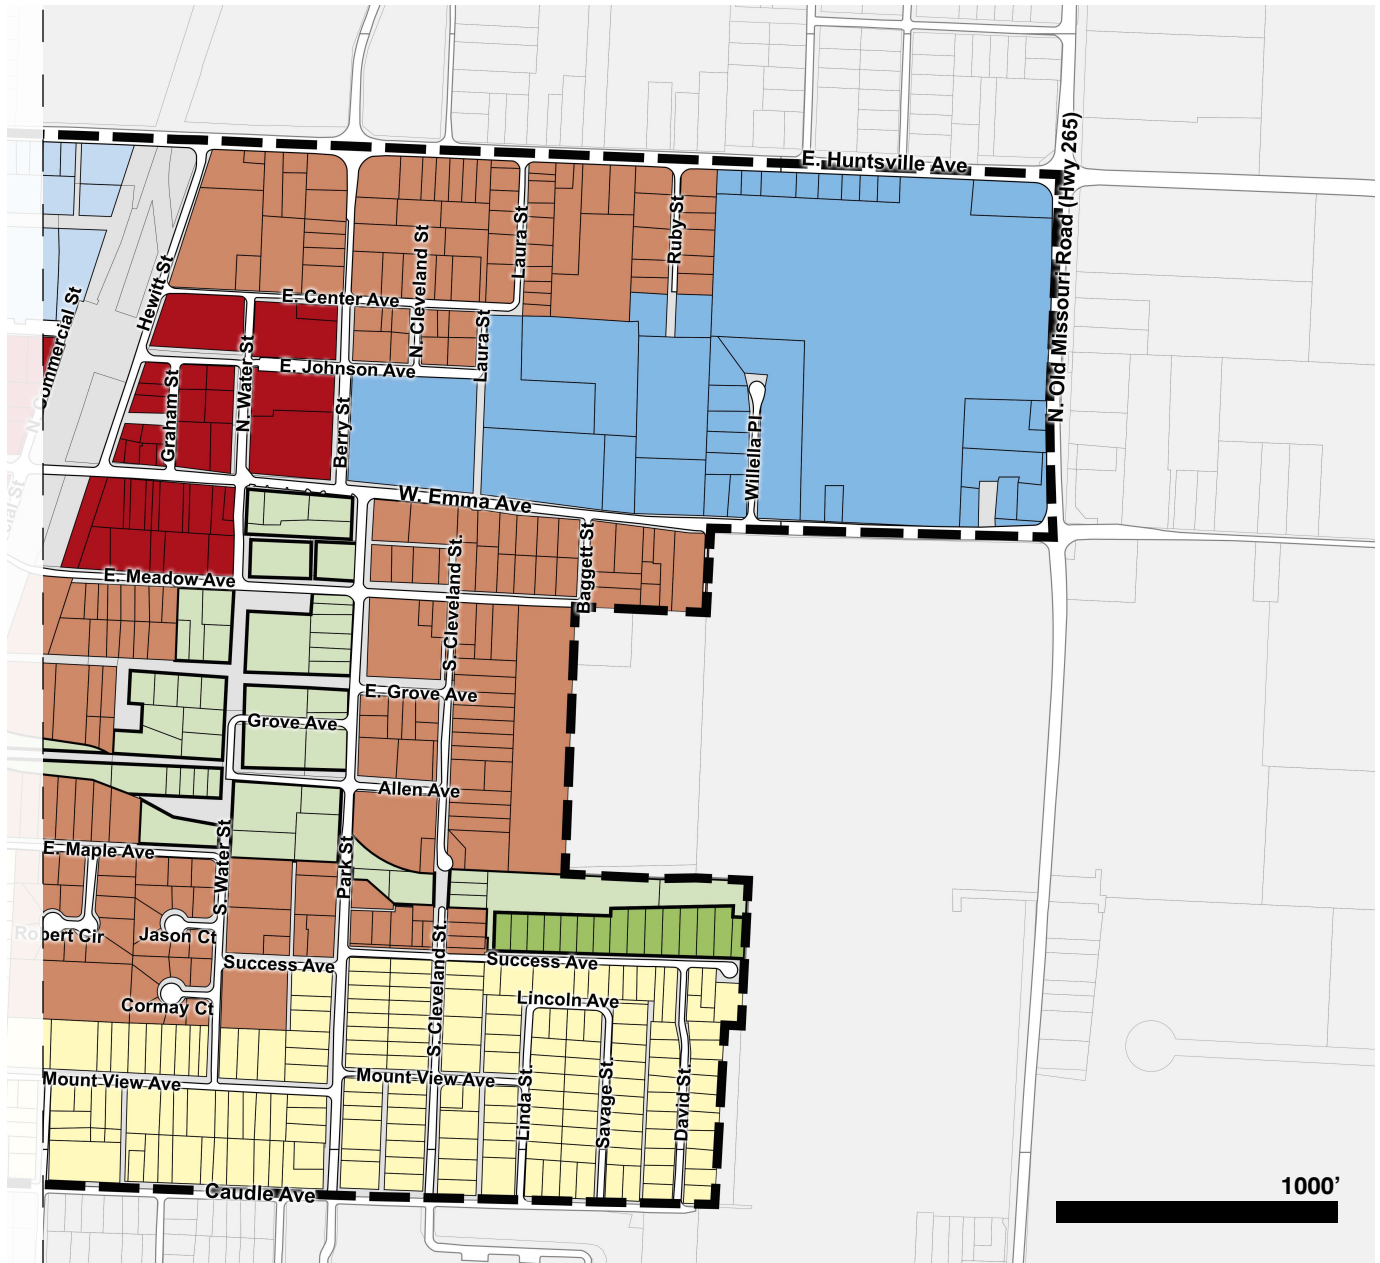 E. Huntsville Ave
N. Old Missouri Road (Hwy 265)
Ruby St
Laura St
N. Cleveland St
Hewitt St
E. Center Ave
N. Commercial St
Laura St
N. Water St
E. Johnson Ave
Graham St
Berry St
Willella Pl
W. Emma Ave
Baggett St
S. Cleveland St.
E. Meadow Ave
E. Grove Ave
Grove Ave
Allen Ave
E. Maple Ave
S. Water St
Park St
Robert Cir
Jason Ct
Success Ave
Success Ave
S. Cleveland St.
Lincoln Ave
Cormay Ct
Mount View Ave
Mount View Ave
Linda St.
Savage St.
David St.
Caudle Ave
1000’